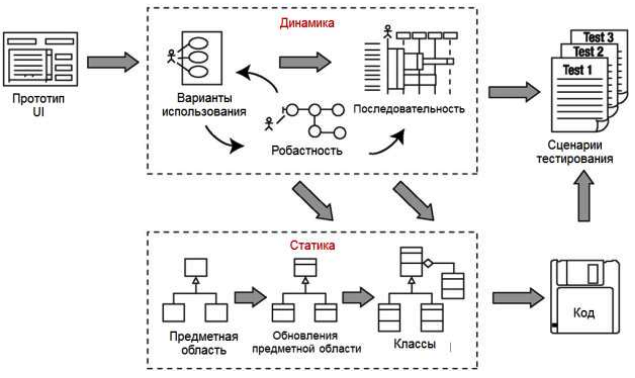 Динамика
Test 3
Test 2
Test 1
Прототип
UI
Варианты
использования
Последовательность
Робастность
Сценарии
тестирования
Статика
Предметная
область
Обновления
предметной области
Классы
Код